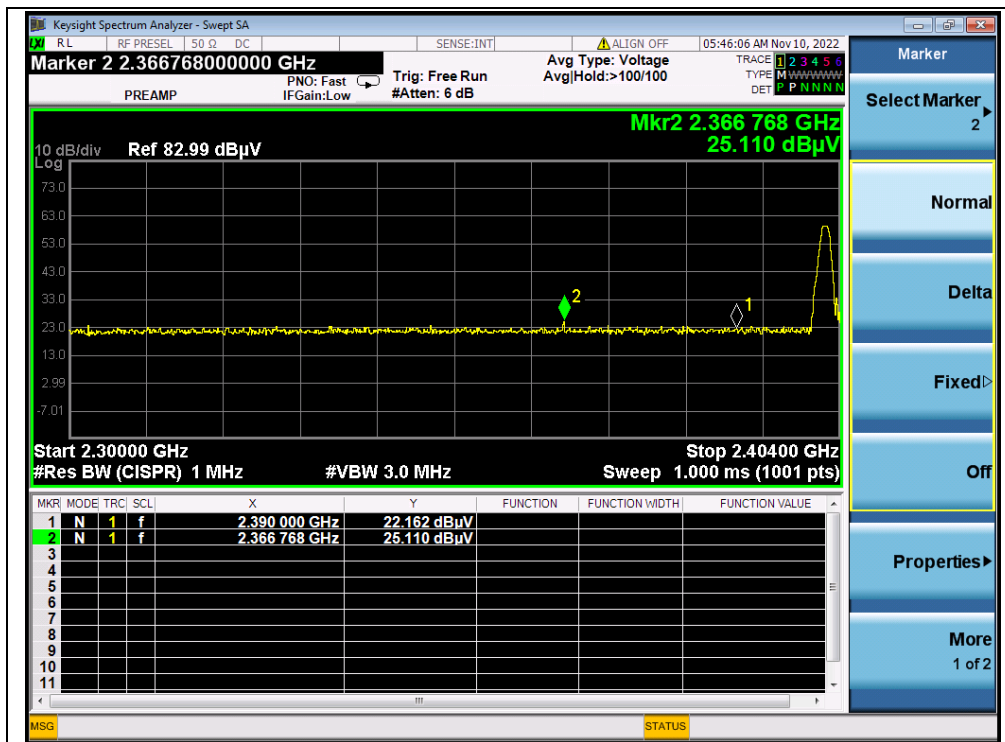 Keysight Spectrum Analyzer - Swept SA
LXI RL RF PRESEL 50 Ω DC SENSE:INT ALIGN OFF 05:46:06 AM Nov 10, 2022
Marker 2 2.366768000000 GHz
PREAMP
PNO: Fast
IFGain:Low
Trig: Free Run
#Atten: 6 dB
Avg Type: Voltage
Avg|Hold:>100/100
TRACE 1 2 3 4 5 6
TYPE M WWWWW
DET P P N N N N
Mkr2 2.366 768 GHz
25.110 dBµV
10 dB/div Ref 82.99 dBµV
Log
73.0
63.0
53.0
43.0
33.0
23.0
13.0
2.99
-7.01
2
1
Start 2.30000 GHz Stop 2.40400 GHz
#Res BW (CISPR) 1 MHz #VBW 3.0 MHz Sweep 1.000 ms (1001 pts)
MKR MODE TRC SCL X Y FUNCTION FUNCTION WIDTH FUNCTION VALUE
1 N 1 f 2.390 000 GHz 22.162 dBµV
2 N 1 f 2.366 768 GHz 25.110 dBµV
3
4
5
6
7
8
9
10
11
MSG STATUS
Marker
Select Marker
2
Normal
Delta
Fixed
Off
Properties
More
1 of 2